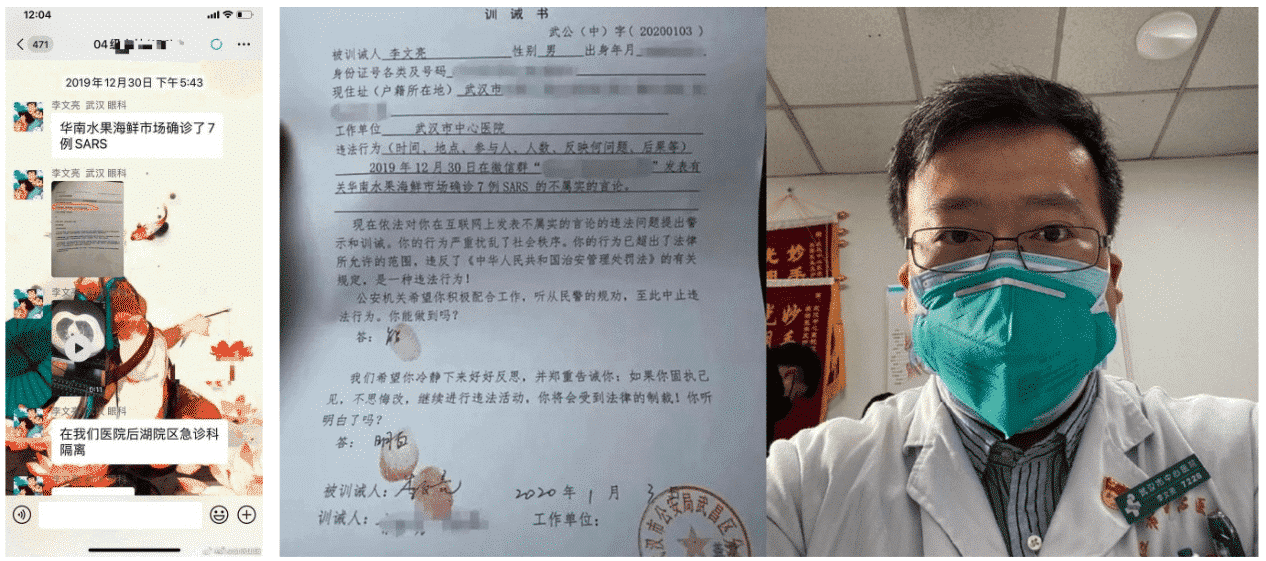 12:04
471
04级
2019年12月30日 下午5:43
李文亮 武汉 眼科
华南水果海鲜市场确诊了7
例SARS
李文亮 武汉 眼科
李文亮 武汉 眼科
0:11
李文亮 武汉 眼科
在我们医院后湖院区急诊科
隔离
训诫书
武公（中）字（20200103）
被训诫人 李文亮 性别 男 出身年月
身份证号各类及号码
现住址（户籍所在地） 武汉市
工作单位 武汉市中心医院
违法行为（时间、地点、参与人、人数、反映何问题、后果等）
2019年12月30日在微信群“ ”发表有
关华南水果海鲜市场确诊7例SARS的不属实的言论。
现在依法对你在互联网上发表不属实的言论的违法问题提出警
示和训诫。你的行为严重扰乱了社会秩序。你的行为已超出了法律
所允许的范围，违反了《中华人民共和国治安管理处罚法》的有关
规定，是一种违法行为！
公安机关希望你积极配合工作，听从民警的规劝，至此中止违
法行为。你能做到吗？
答：能
我们希望你冷静下来好好反思，并郑重告诫你：如果你固执己
见，不思悔改，继续进行违法活动，你将会受到法律的制裁！你听
明白了吗？
答：明白
被训诫人：李文亮 2020年1月3日
训诫人： 工作单位：
汉市公安局武昌区
妙手
妙手
武汉市中心医院
7228